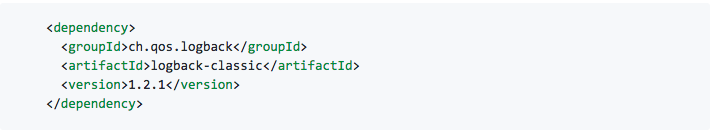 <dependency>
  <groupId>ch.qos.logback</groupId>
  <artifactId>logback-classic</artifactId>
  <version>1.2.1</version>
</dependency>